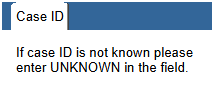 Case ID
If case ID is not known please
enter UNKNOWN in the field.